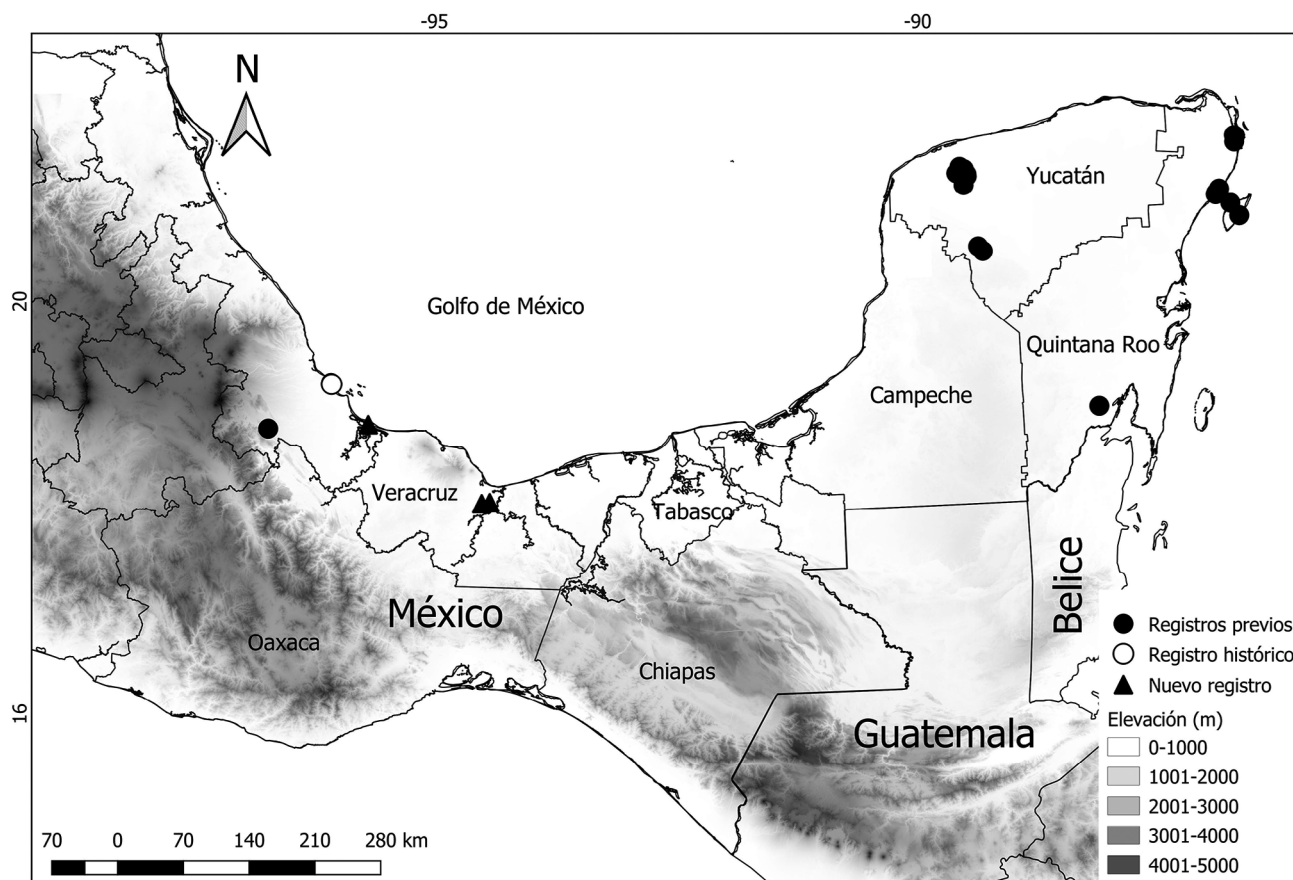 -95
-90
N
Yucatán
20
Golfo de México
Quintana Roo
Campeche
Veracruz
Tabasco
Belice
México
Oaxaca
Chiapas
16
Guatemala
Registros previos
Registro histórico
Nuevo registro
Elevación (m)
0-1000
1001-2000
2001-3000
3001-4000
4001-5000
70 0 70 140 210 280 km